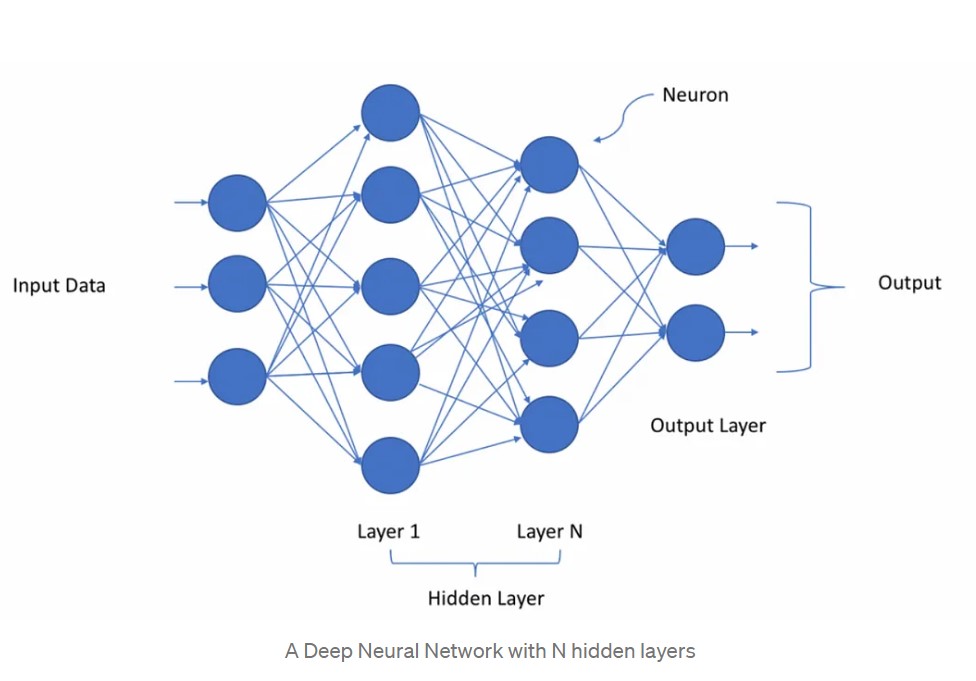 Neuron
Input Data
Output
Output Layer
Layer 1
Layer N
Hidden Layer
A Deep Neural Network with N hidden layers